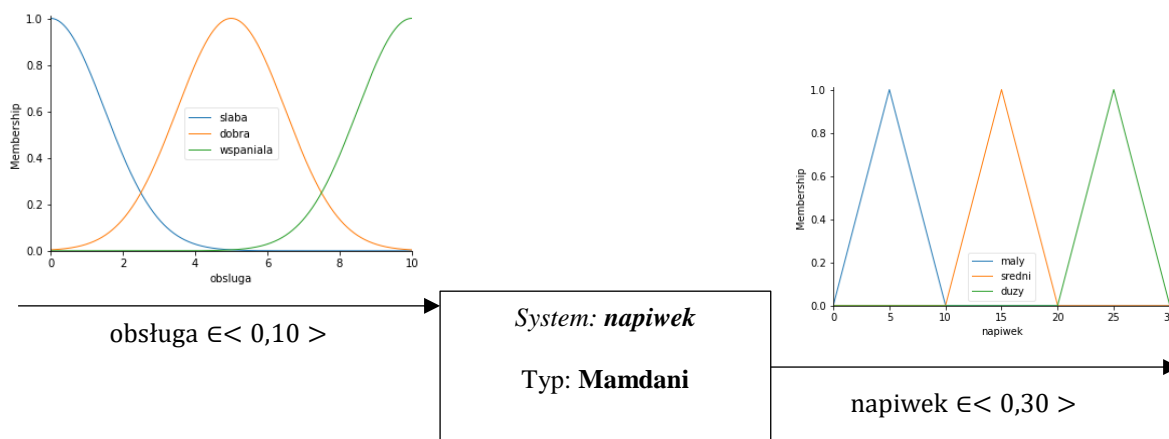 1.0
0.8
0.6
0.4
0.2
0.0
Membership
slaba
dobra
wspaniala
0 2 4 6 8 10
obsluga
obsługa ∈< 0,10 >
System: napiwek
Typ: Mamdani
1.0
0.8
0.6
0.4
0.2
0.0
Membership
maly
sredni
duzy
0 5 10 15 20 25 30
napiwek
napiwek ∈< 0,30 >